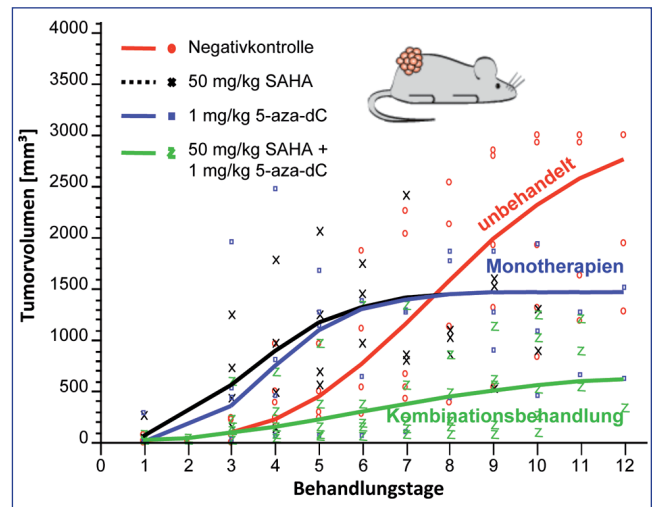 4000
3500
3000
2500
2000
1500
1000
500
0
Tumorvolumen [mm³]
Negativkontrolle
50 mg/kg SAHA
1 mg/kg 5-aza-dC
50 mg/kg SAHA +
1 mg/kg 5-aza-dC
unbehandelt
Monotherapien
Kombinationsbehandlung
0 1 2 3 4 5 6 7 8 9 10 11 12
Behandlungstage